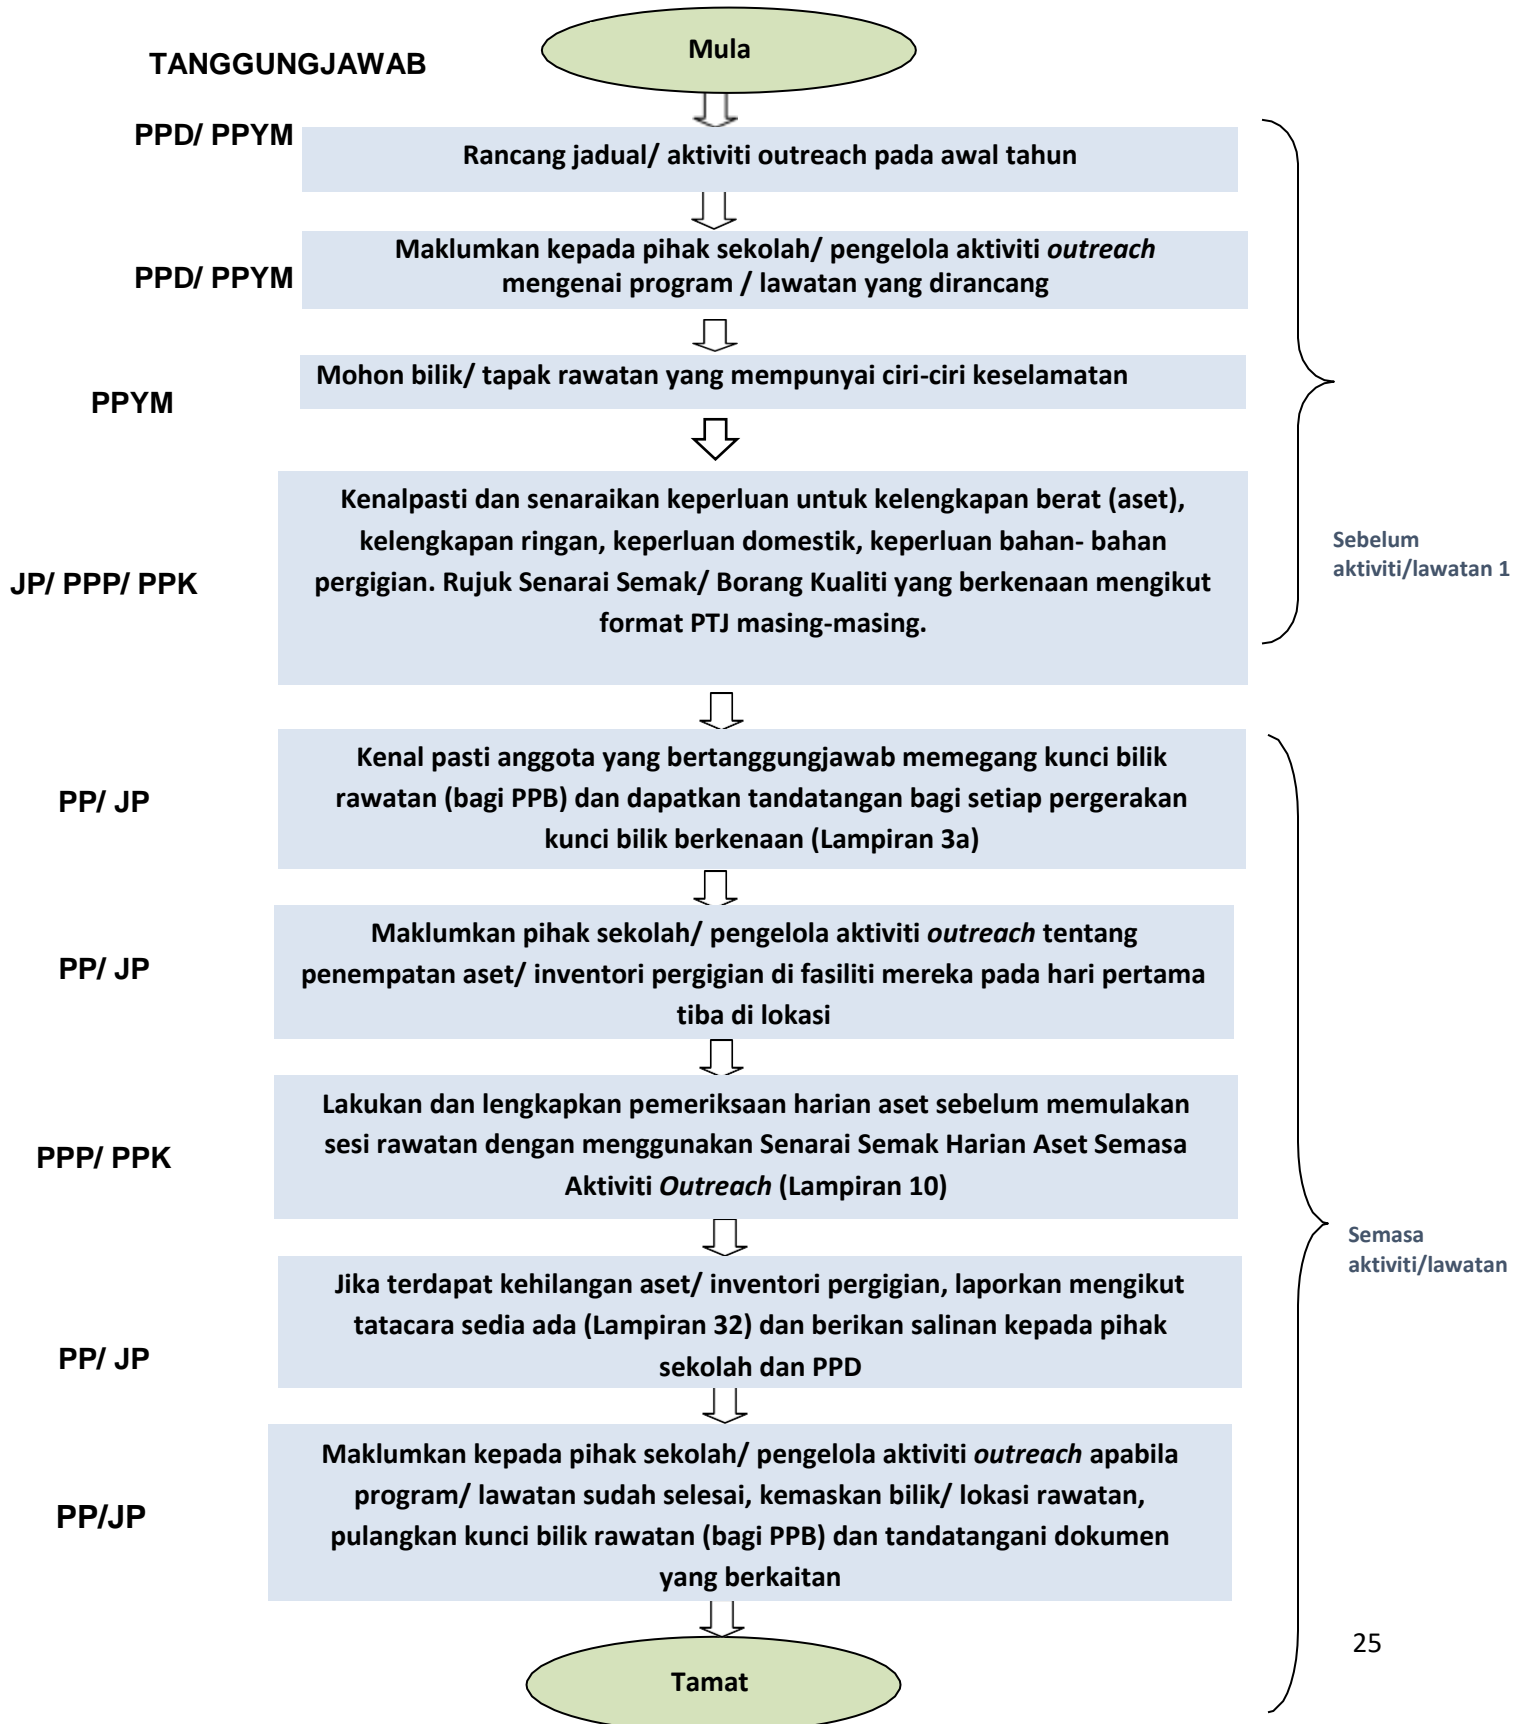 TANGGUNGJAWAB
Mula
PPD/ PPYM
Rancang jadual/ aktiviti outreach pada awal tahun
PPD/ PPYM
Maklumkan kepada pihak sekolah/ pengelola aktiviti outreach
mengenai program / lawatan yang dirancang
PPYM
Mohon bilik/ tapak rawatan yang mempunyai ciri-ciri keselamatan
JP/ PPP/ PPK
Kenalpasti dan senaraikan keperluan untuk kelengkapan berat (aset),
kelengkapan ringan, keperluan domestik, keperluan bahan- bahan
pergigian. Rujuk Senarai Semak/ Borang Kualiti yang berkenaan mengikut
format PTJ masing-masing.
Sebelum
aktiviti/lawatan 1
PP/ JP
Kenal pasti anggota yang bertanggungjawab memegang kunci bilik
rawatan (bagi PPB) dan dapatkan tandatangan bagi setiap pergerakan
kunci bilik berkenaan (Lampiran 3a)
PP/ JP
Maklumkan pihak sekolah/ pengelola aktiviti outreach tentang
penempatan aset/ inventori pergigian di fasiliti mereka pada hari pertama
tiba di lokasi
PPP/ PPK
Lakukan dan lengkapkan pemeriksaan harian aset sebelum memulakan
sesi rawatan dengan menggunakan Senarai Semak Harian Aset Semasa
Aktiviti Outreach (Lampiran 10)
Semasa
aktiviti/lawatan
PP/ JP
Jika terdapat kehilangan aset/ inventori pergigian, laporkan mengikut
tatacara sedia ada (Lampiran 32) dan berikan salinan kepada pihak
sekolah dan PPD
PP/JP
Maklumkan kepada pihak sekolah/ pengelola aktiviti outreach apabila
program/ lawatan sudah selesai, kemaskan bilik/ lokasi rawatan,
pulangkan kunci bilik rawatan (bagi PPB) dan tandatangani dokumen
yang berkaitan
Tamat
25